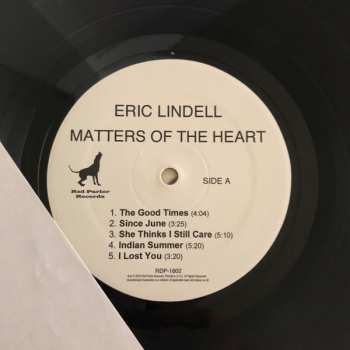 ERIC LINDELL
MATTERS OF THE HEART
SIDE A
Red Parlor
Records
1. The Good Times (4:04)
2. Since June (3:25)
3. She Thinks I Still Care (5:10)
4. Indian Summer (5:20)
5. I Lost You (3:20)
RDP-1602